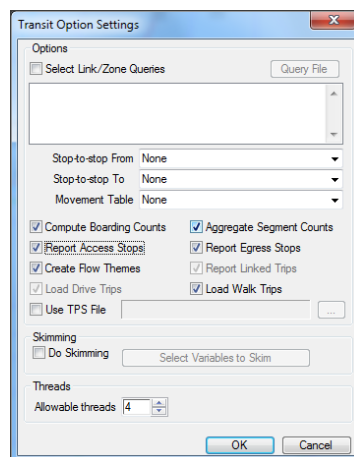 Transit Option Settings
Options
Select Link/Zone Queries Query File
Stop-to-stop From None
Stop-to-stop To None
Movement Table None
Compute Boarding Counts Aggregate Segment Counts
Report Access Stops Report Egress Stops
Create Flow Themes Report Linked Trips
Load Drive Trips Load Walk Trips
Use TPS File ...
Skimming
Do Skimming Select Variables to Skim
Threads
Allowable threads 4
OK Cancel